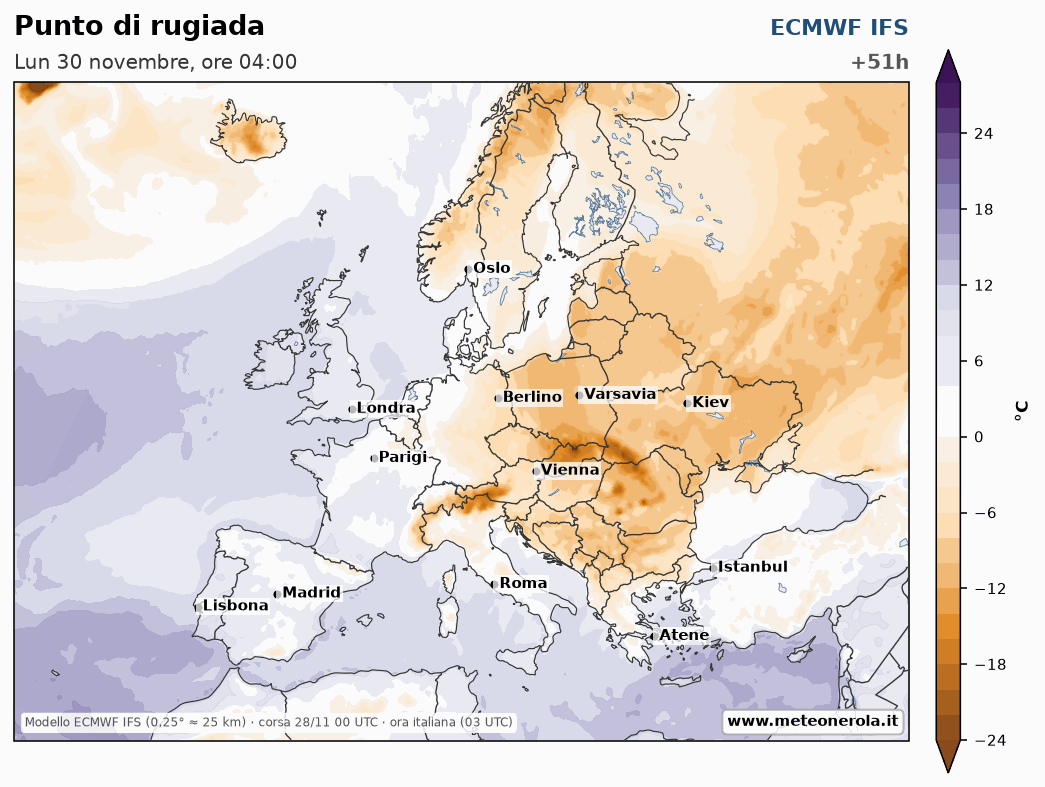 Punto di rugiada
ECMWF IFS
Lun 30 novembre, ore 04:00
+51h
Oslo
Londra
Berlino
Varsavia
Kiev
Parigi
Vienna
Istanbul
Roma
Madrid
Lisbona
Atene
24
18
12
6
0
−6
−12
−18
−24
°C
Modello ECMWF IFS (0,25° ≈ 25 km) · corsa 28/11 00 UTC · ora italiana (03 UTC)
www.meteonerola.it